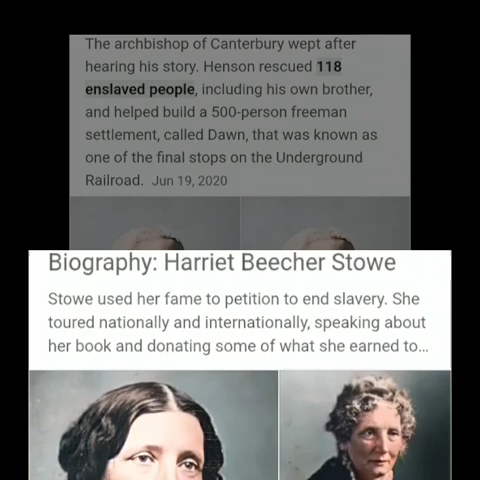 The archbishop of Canterbury wept after
hearing his story. Henson rescued 118
enslaved people, including his own brother,
and helped build a 500-person freeman
settlement, called Dawn, that was known as
one of the final stops on the Underground
Railroad. Jun 19, 2020
Biography: Harriet Beecher Stowe
Stowe used her fame to petition to end slavery. She
toured nationally and internationally, speaking about
her book and donating some of what she earned to...